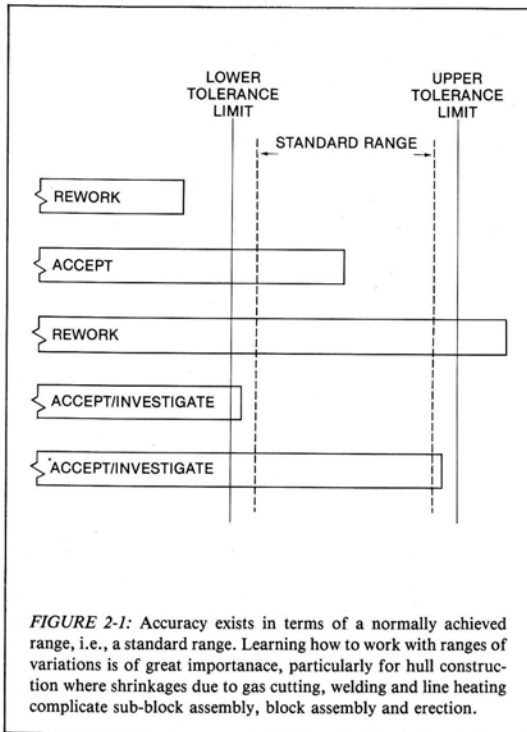 LOWER
TOLERANCE
LIMIT
UPPER
TOLERANCE
LIMIT
STANDARD RANGE
REWORK
ACCEPT
REWORK
ACCEPT/INVESTIGATE
ACCEPT/INVESTIGATE
FIGURE 2-1: Accuracy exists in terms of a normally achieved
range, i.e., a standard range. Learning how to work with ranges of
variations is of great importanace, particularly for hull construc-
tion where shrinkages due to gas cutting, welding and line heating
complicate sub-block assembly, block assembly and erection.